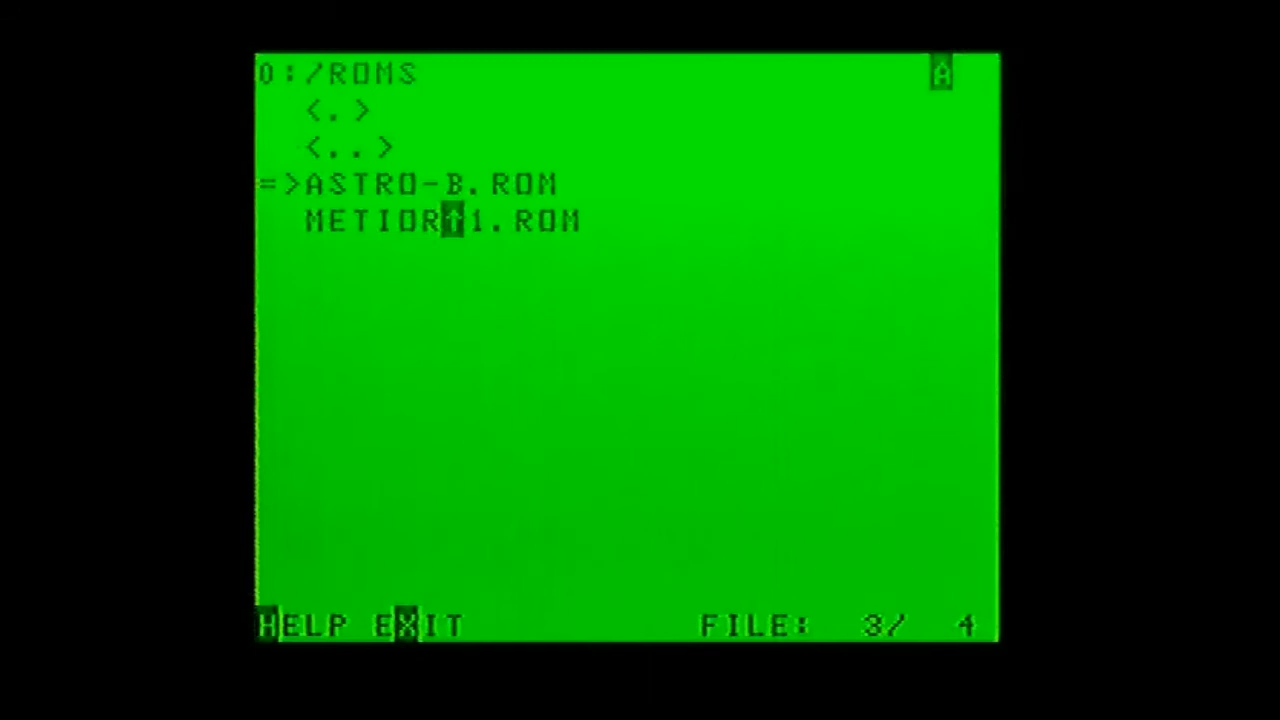 0:/ROMS A
<.>
<..>
=>ASTRO-B.ROM
METIOR↑1.ROM
HELP EXIT FILE: 3/ 4